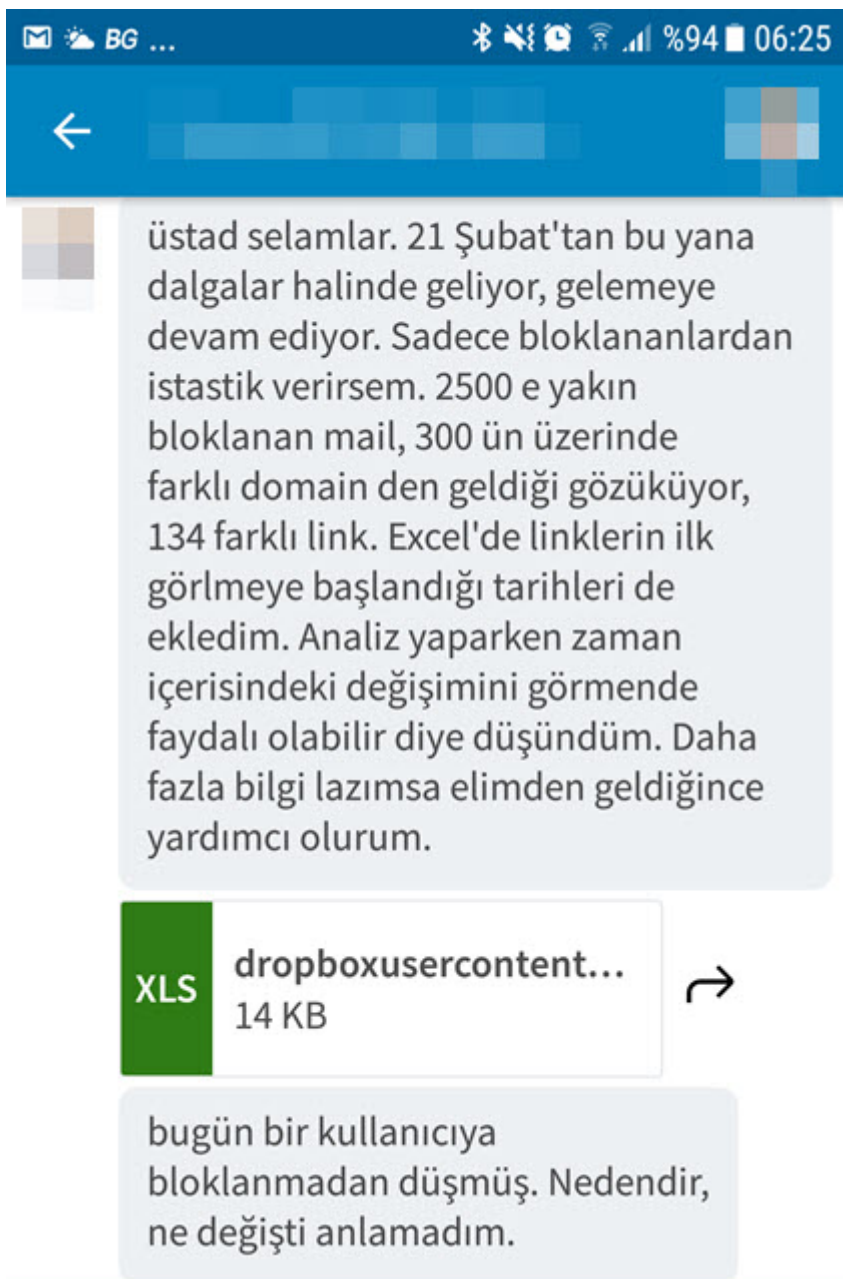 BG ... %94 06:25
üstad selamlar. 21 Şubat'tan bu yana
dalgalar halinde geliyor, gelemeye
devam ediyor. Sadece bloklananlardan
istastik verirsem. 2500 e yakın
bloklanan mail, 300 ün üzerinde
farklı domain den geldiği gözüküyor,
134 farklı link. Excel'de linklerin ilk
görlmeye başlandığı tarihleri de
ekledim. Analiz yaparken zaman
içerisindeki değişimini görmende
faydalı olabilir diye düşündüm. Daha
fazla bilgi lazımsa elimden geldiğince
yardımcı olurum.
XLS
dropboxusercontent...
14 KB
bugün bir kullanıcıya
bloklanmadan düşmüş. Nedendir,
ne değişti anlamadım.